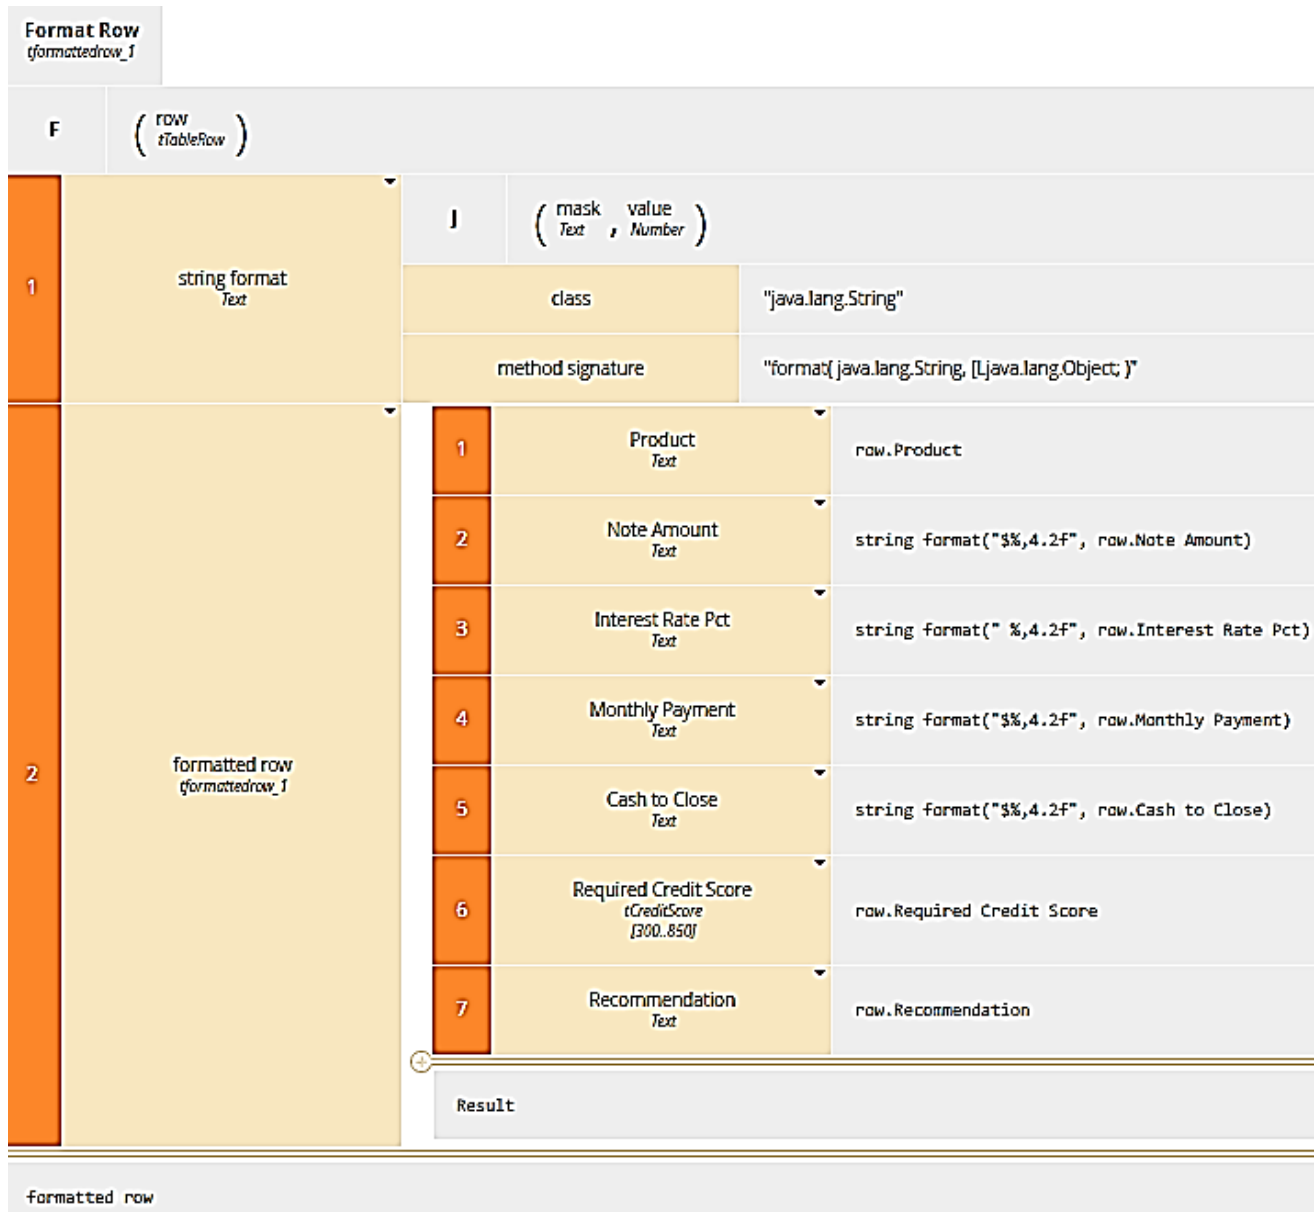 Format Row
tformattedrow_1
F
( row )
tTableRow
1
string format
Text
J
( mask , value )
Text Number
class
"java.lang.String"
method signature
"format( java.lang.String, [Ljava.lang.Object; )"
2
formatted row
tformattedrow_1
1
Product
Text
row.Product
2
Note Amount
Text
string format("$%,4.2f", row.Note Amount)
3
Interest Rate Pct
Text
string format(" %,4.2f", row.Interest Rate Pct)
4
Monthly Payment
Text
string format("$%,4.2f", row.Monthly Payment)
5
Cash to Close
Text
string format("$%,4.2f", row.Cash to Close)
6
Required Credit Score
tCreditScore
[300..850]
row.Required Credit Score
7
Recommendation
Text
row.Recommendation
Result
formatted row